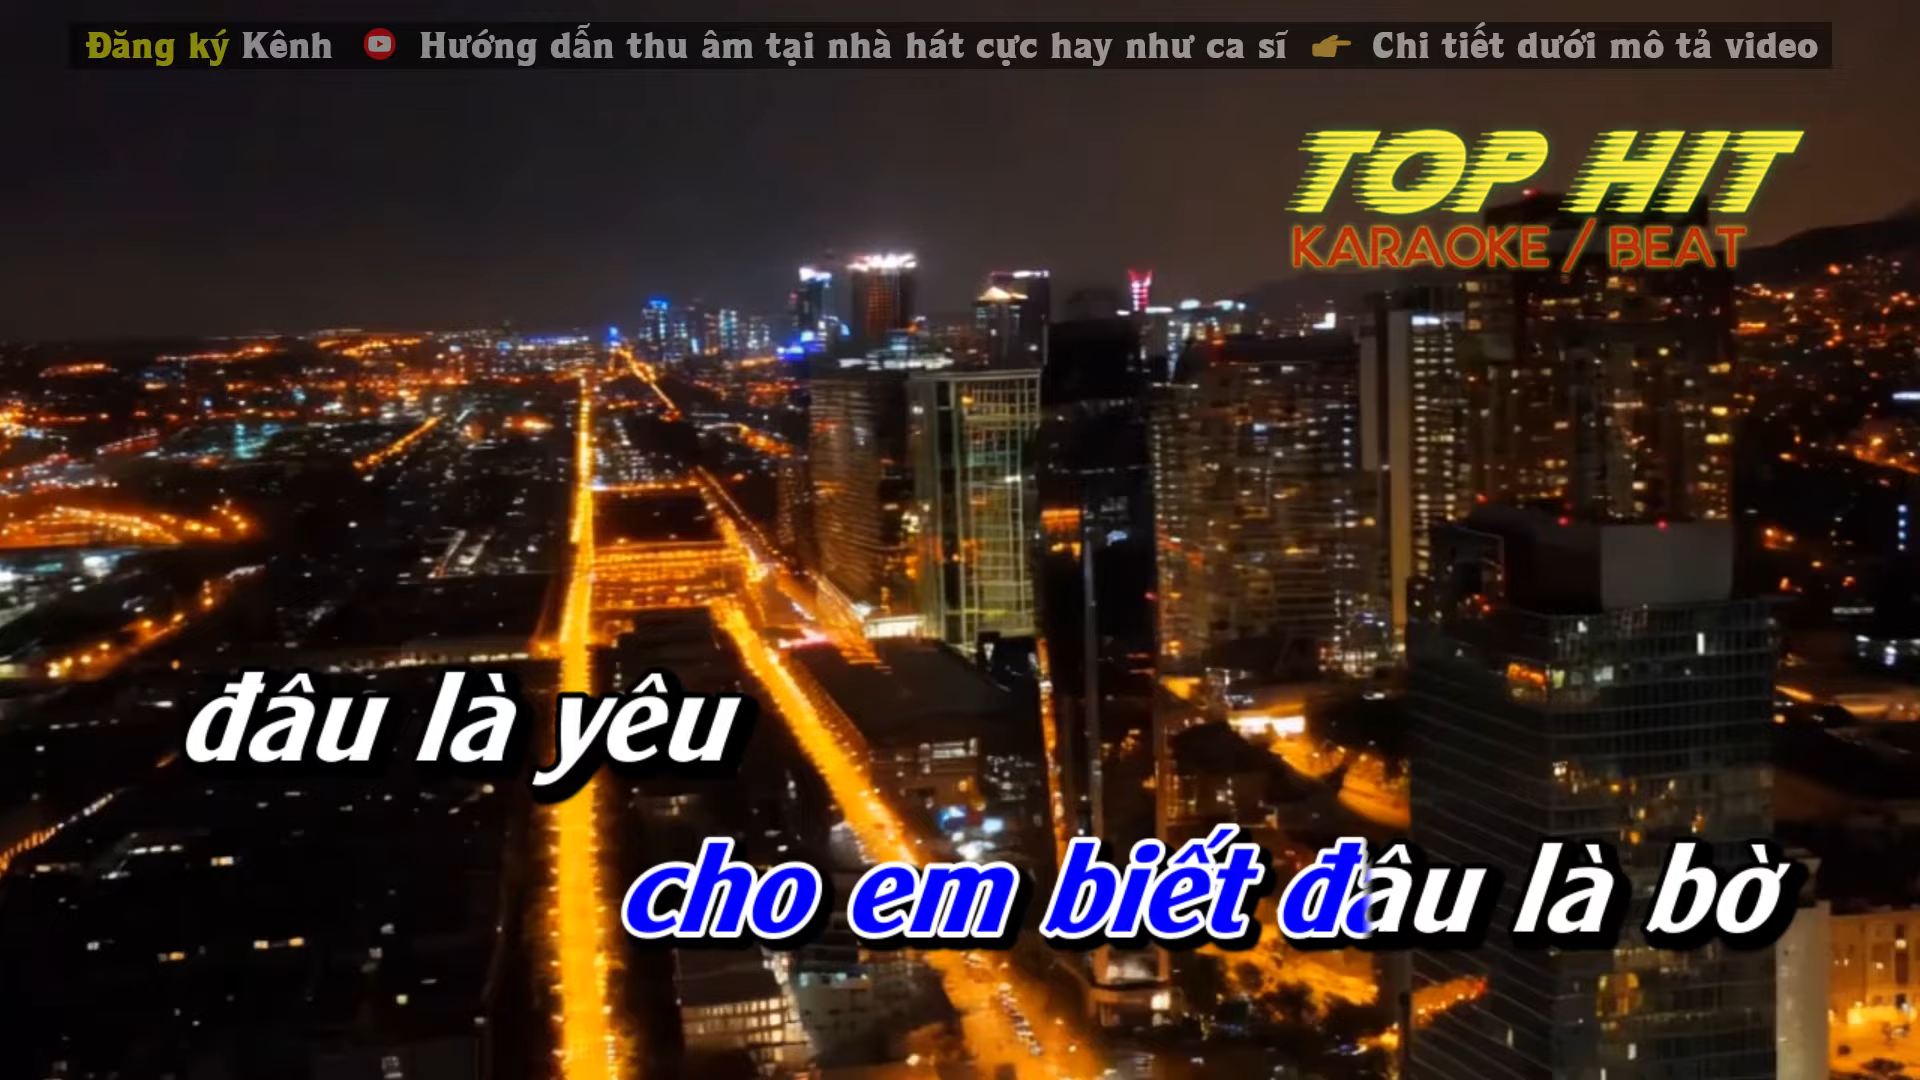 Đăng ký Kênh Hướng dẫn thu âm tại nhà hát cực hay như ca sĩ Chi tiết dưới mô tả video
TOP HIT
KARAOKE / BEAT
đâu là yêu
cho em biết đâu là bờ